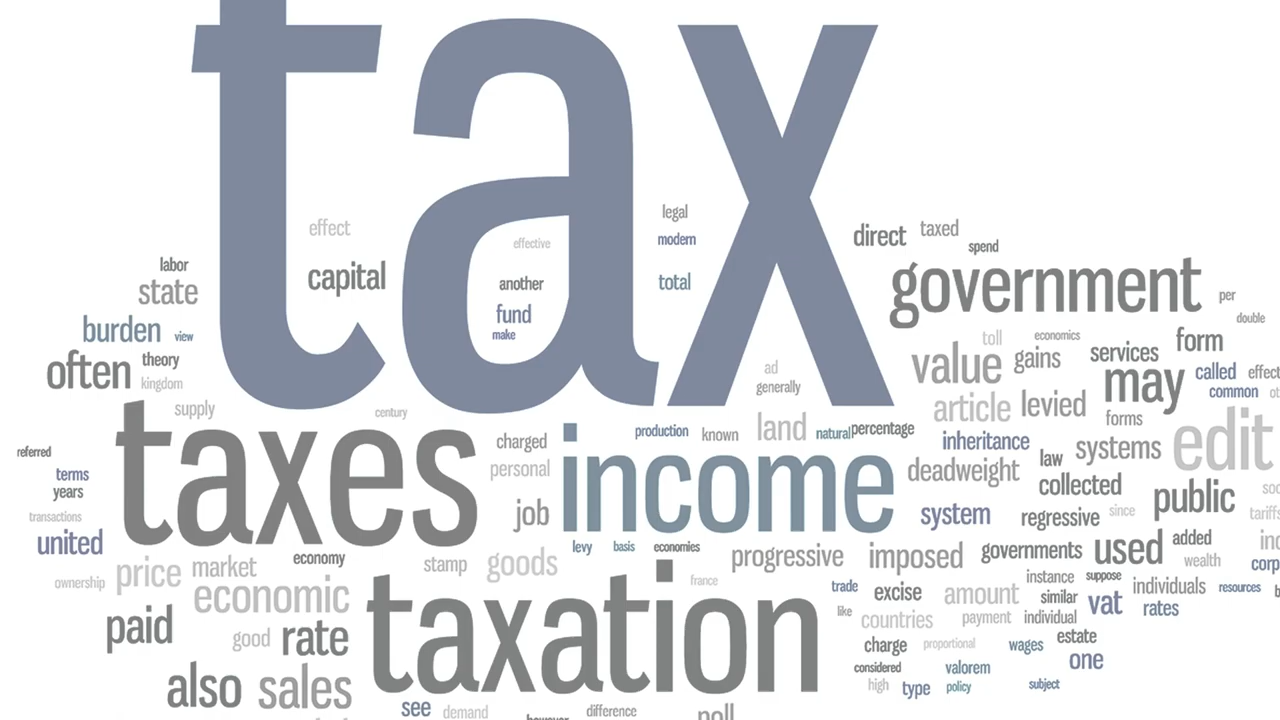 tax
effect
effective
legal
modern
direct
taxed
spend
labor
capital
another
total
government
state
fund
per
double
burden
view
make
toll
economics
form
often
theory
kingdom
ad
generally
value
gains
services
may
called
common
supply
century
article
levied
forms
taxes
charged
production
known
land
natural
percentage
inheritance
systems
edit
referred
personal
income
deadweight
law
collected
public
terms
years
job
system
regressive
since
transactions
united
levy
basis
economies
progressive
imposed
governments
used
added
wealth
price
market
economy
stamp
goods
ownership
economic
taxation
france
trade
excise
amount
instance
suppose
similar
individuals
resources
vat
rates
paid
good
rate
like
countries
payment
individual
charge
proportional
wages
estate
also
sales
considered
valorem
one
high
type
policy
subject
see
demand
however
difference
poll